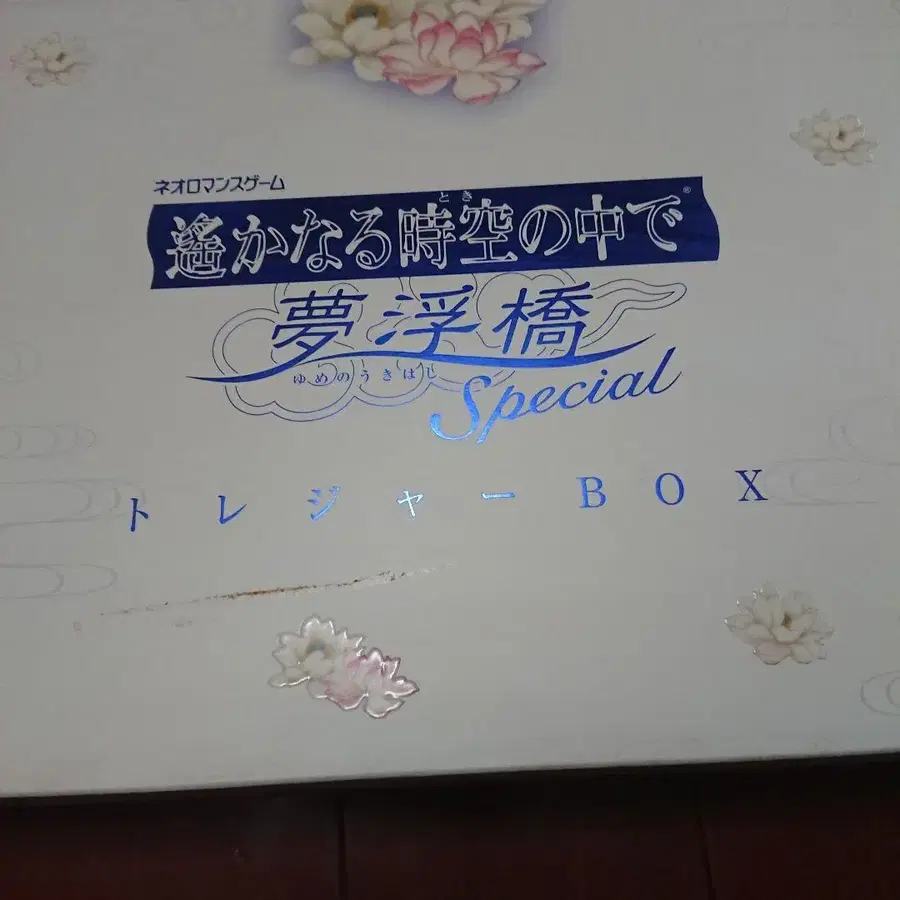 ネオロマンスゲーム
とき
遙かなる時空の中で®
夢浮橋
ゆめのうきはし
Special
トレジャーBOX